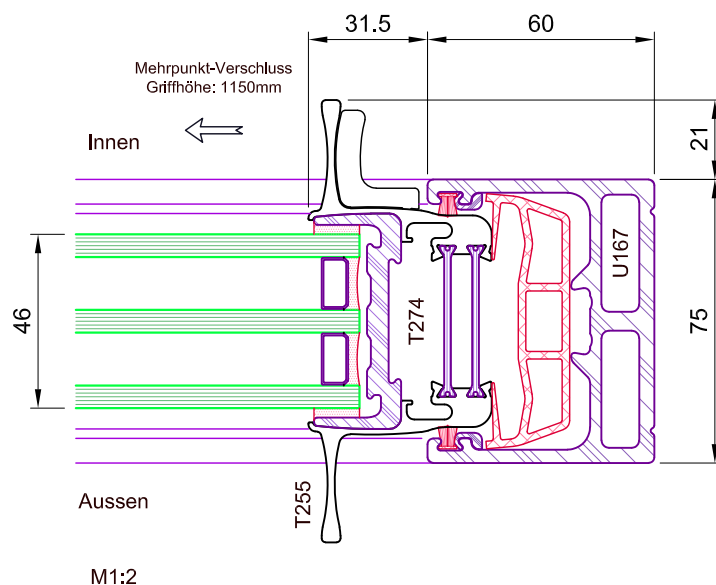 31.5
60
Mehrpunkt-Verschluss
Griffhöhe: 1150mm
Innen
21
U167
T274
46
75
Aussen
T255
M1:2